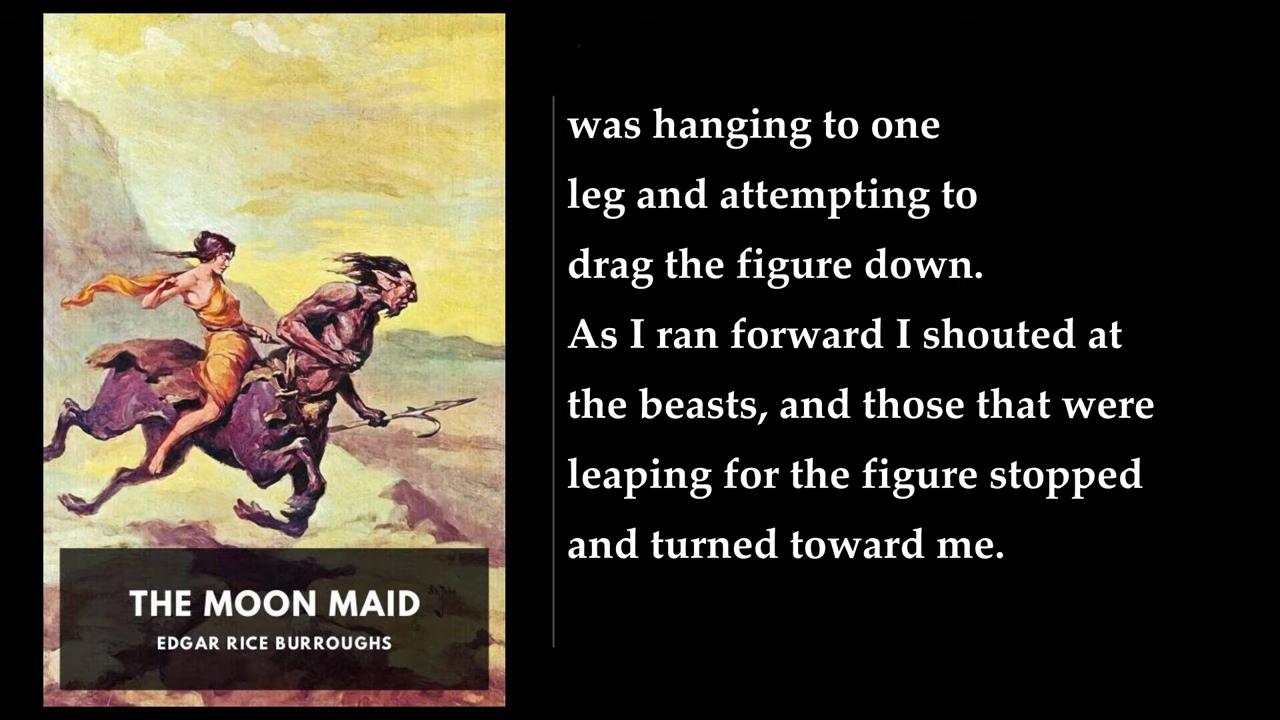 THE MOON MAID
EDGAR RICE BURROUGHS
was hanging to one
leg and attempting to
drag the figure down.
As I ran forward I shouted at
the beasts, and those that were
leaping for the figure stopped
and turned toward me.